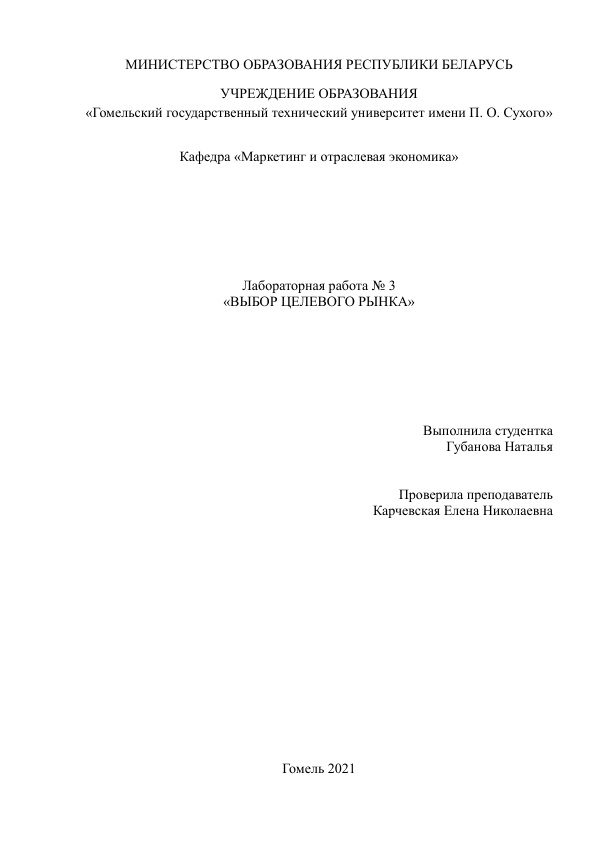 МИНИСТЕРСТВО ОБРАЗОВАНИЯ РЕСПУБЛИКИ БЕЛАРУСЬ
УЧРЕЖДЕНИЕ ОБРАЗОВАНИЯ
«Гомельский государственный технический университет имени П. О. Сухого»
Кафедра «Маркетинг и отраслевая экономика»
Лабораторная работа № 3
«ВЫБОР ЦЕЛЕВОГО РЫНКА»
Выполнила студентка
Губанова Наталья
Проверила преподаватель
Карчевская Елена Николаевна
Гомель 2021